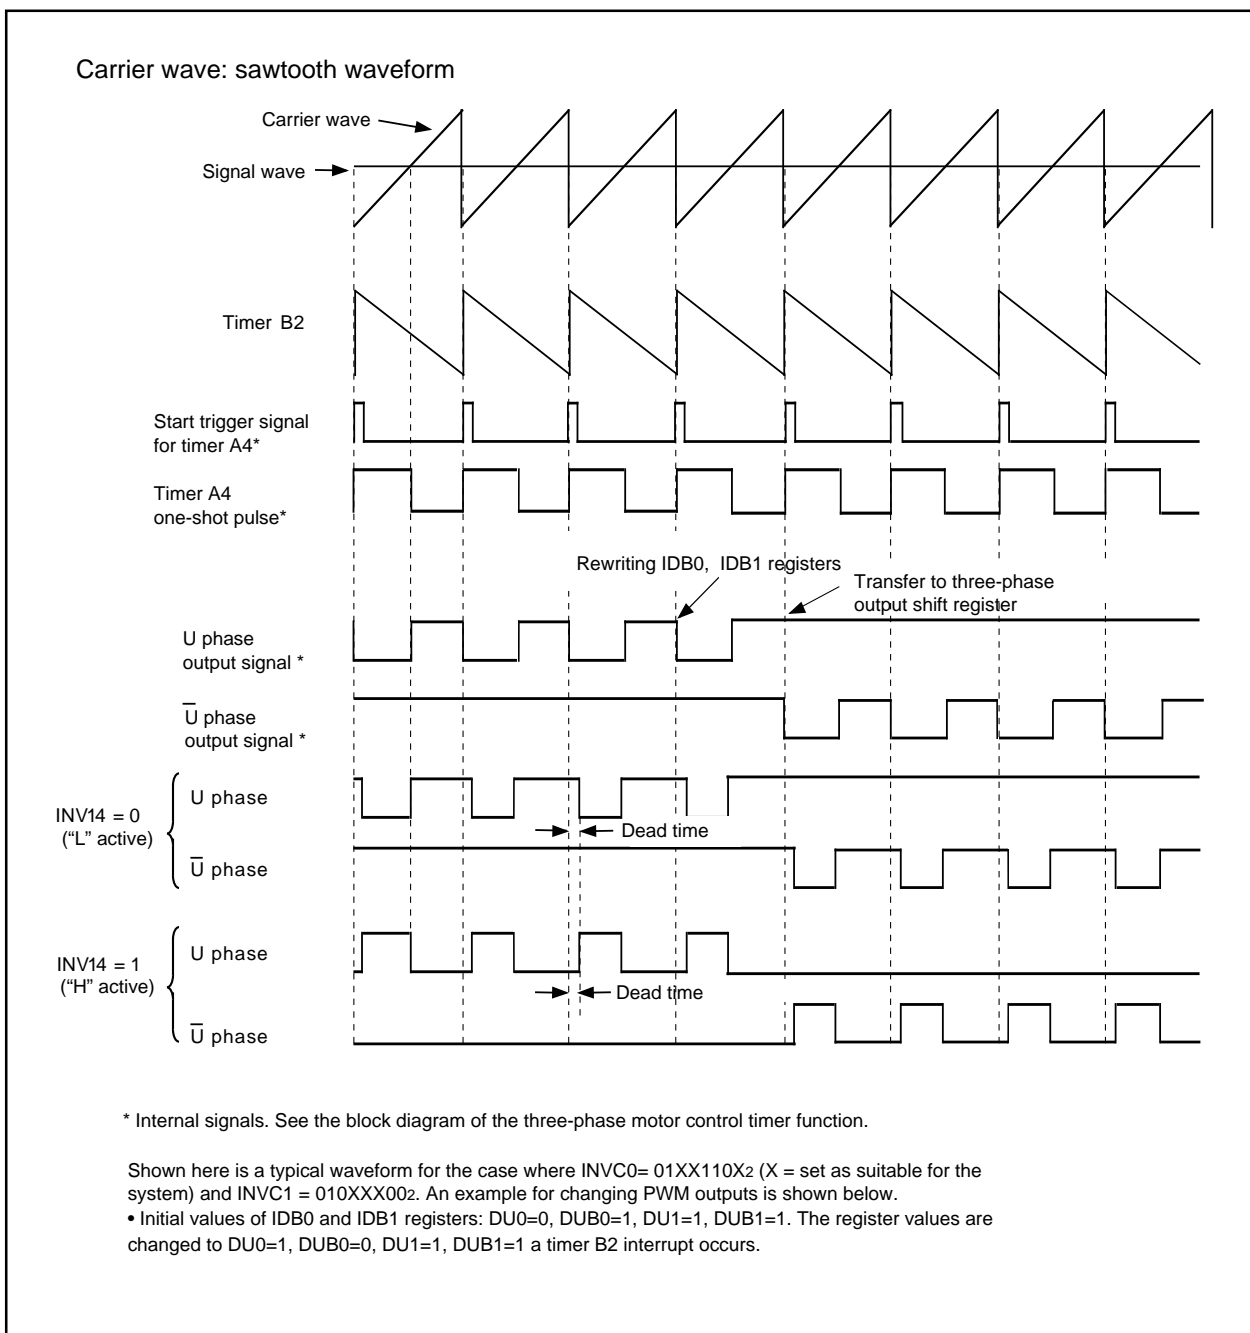 Carrier wave: sawtooth waveform
Carrier wave
Signal wave
Timer B2
Start trigger signal
for timer A4*
Timer A4
one-shot pulse*
Rewriting IDB0, IDB1 registers
Transfer to three-phase
output shift register
U phase
output signal *
U̅ phase
output signal *
INV14 = 0
(“L” active)
U phase
Dead time
U̅ phase
INV14 = 1
(“H” active)
U phase
Dead time
U̅ phase
* Internal signals. See the block diagram of the three-phase motor control timer function.
Shown here is a typical waveform for the case where INVC0= 01XX110X2 (X = set as suitable for the
system) and INVC1 = 010XXX002. An example for changing PWM outputs is shown below.
• Initial values of IDB0 and IDB1 registers: DU0=0, DUB0=1, DU1=1, DUB1=1. The register values are
changed to DU0=1, DUB0=0, DU1=1, DUB1=1 a timer B2 interrupt occurs.